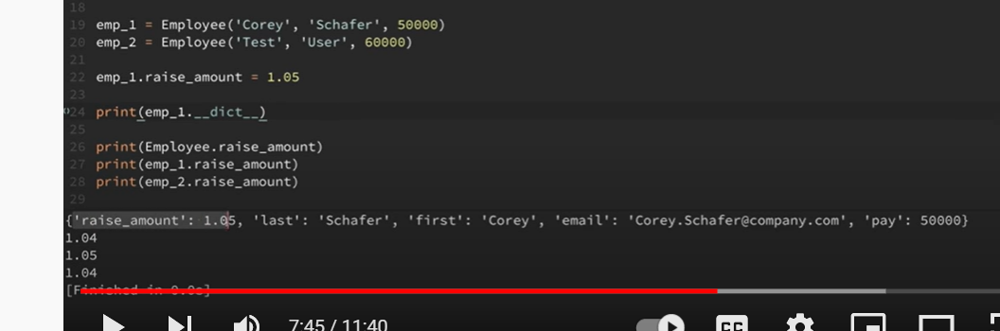 18
19 emp_1 = Employee('Corey', 'Schafer', 50000)
20 emp_2 = Employee('Test', 'User', 60000)
21
22 emp_1.raise_amount = 1.05
23
24 print(emp_1.__dict__)
25
26 print(Employee.raise_amount)
27 print(emp_1.raise_amount)
28 print(emp_2.raise_amount)
29
{'raise_amount': 1.05, 'last': 'Schafer', 'first': 'Corey', 'email': 'Corey.Schafer@company.com', 'pay': 50000}
1.04
1.05
1.04
[Finished in 0.0s]
7:45 / 11:40 CC